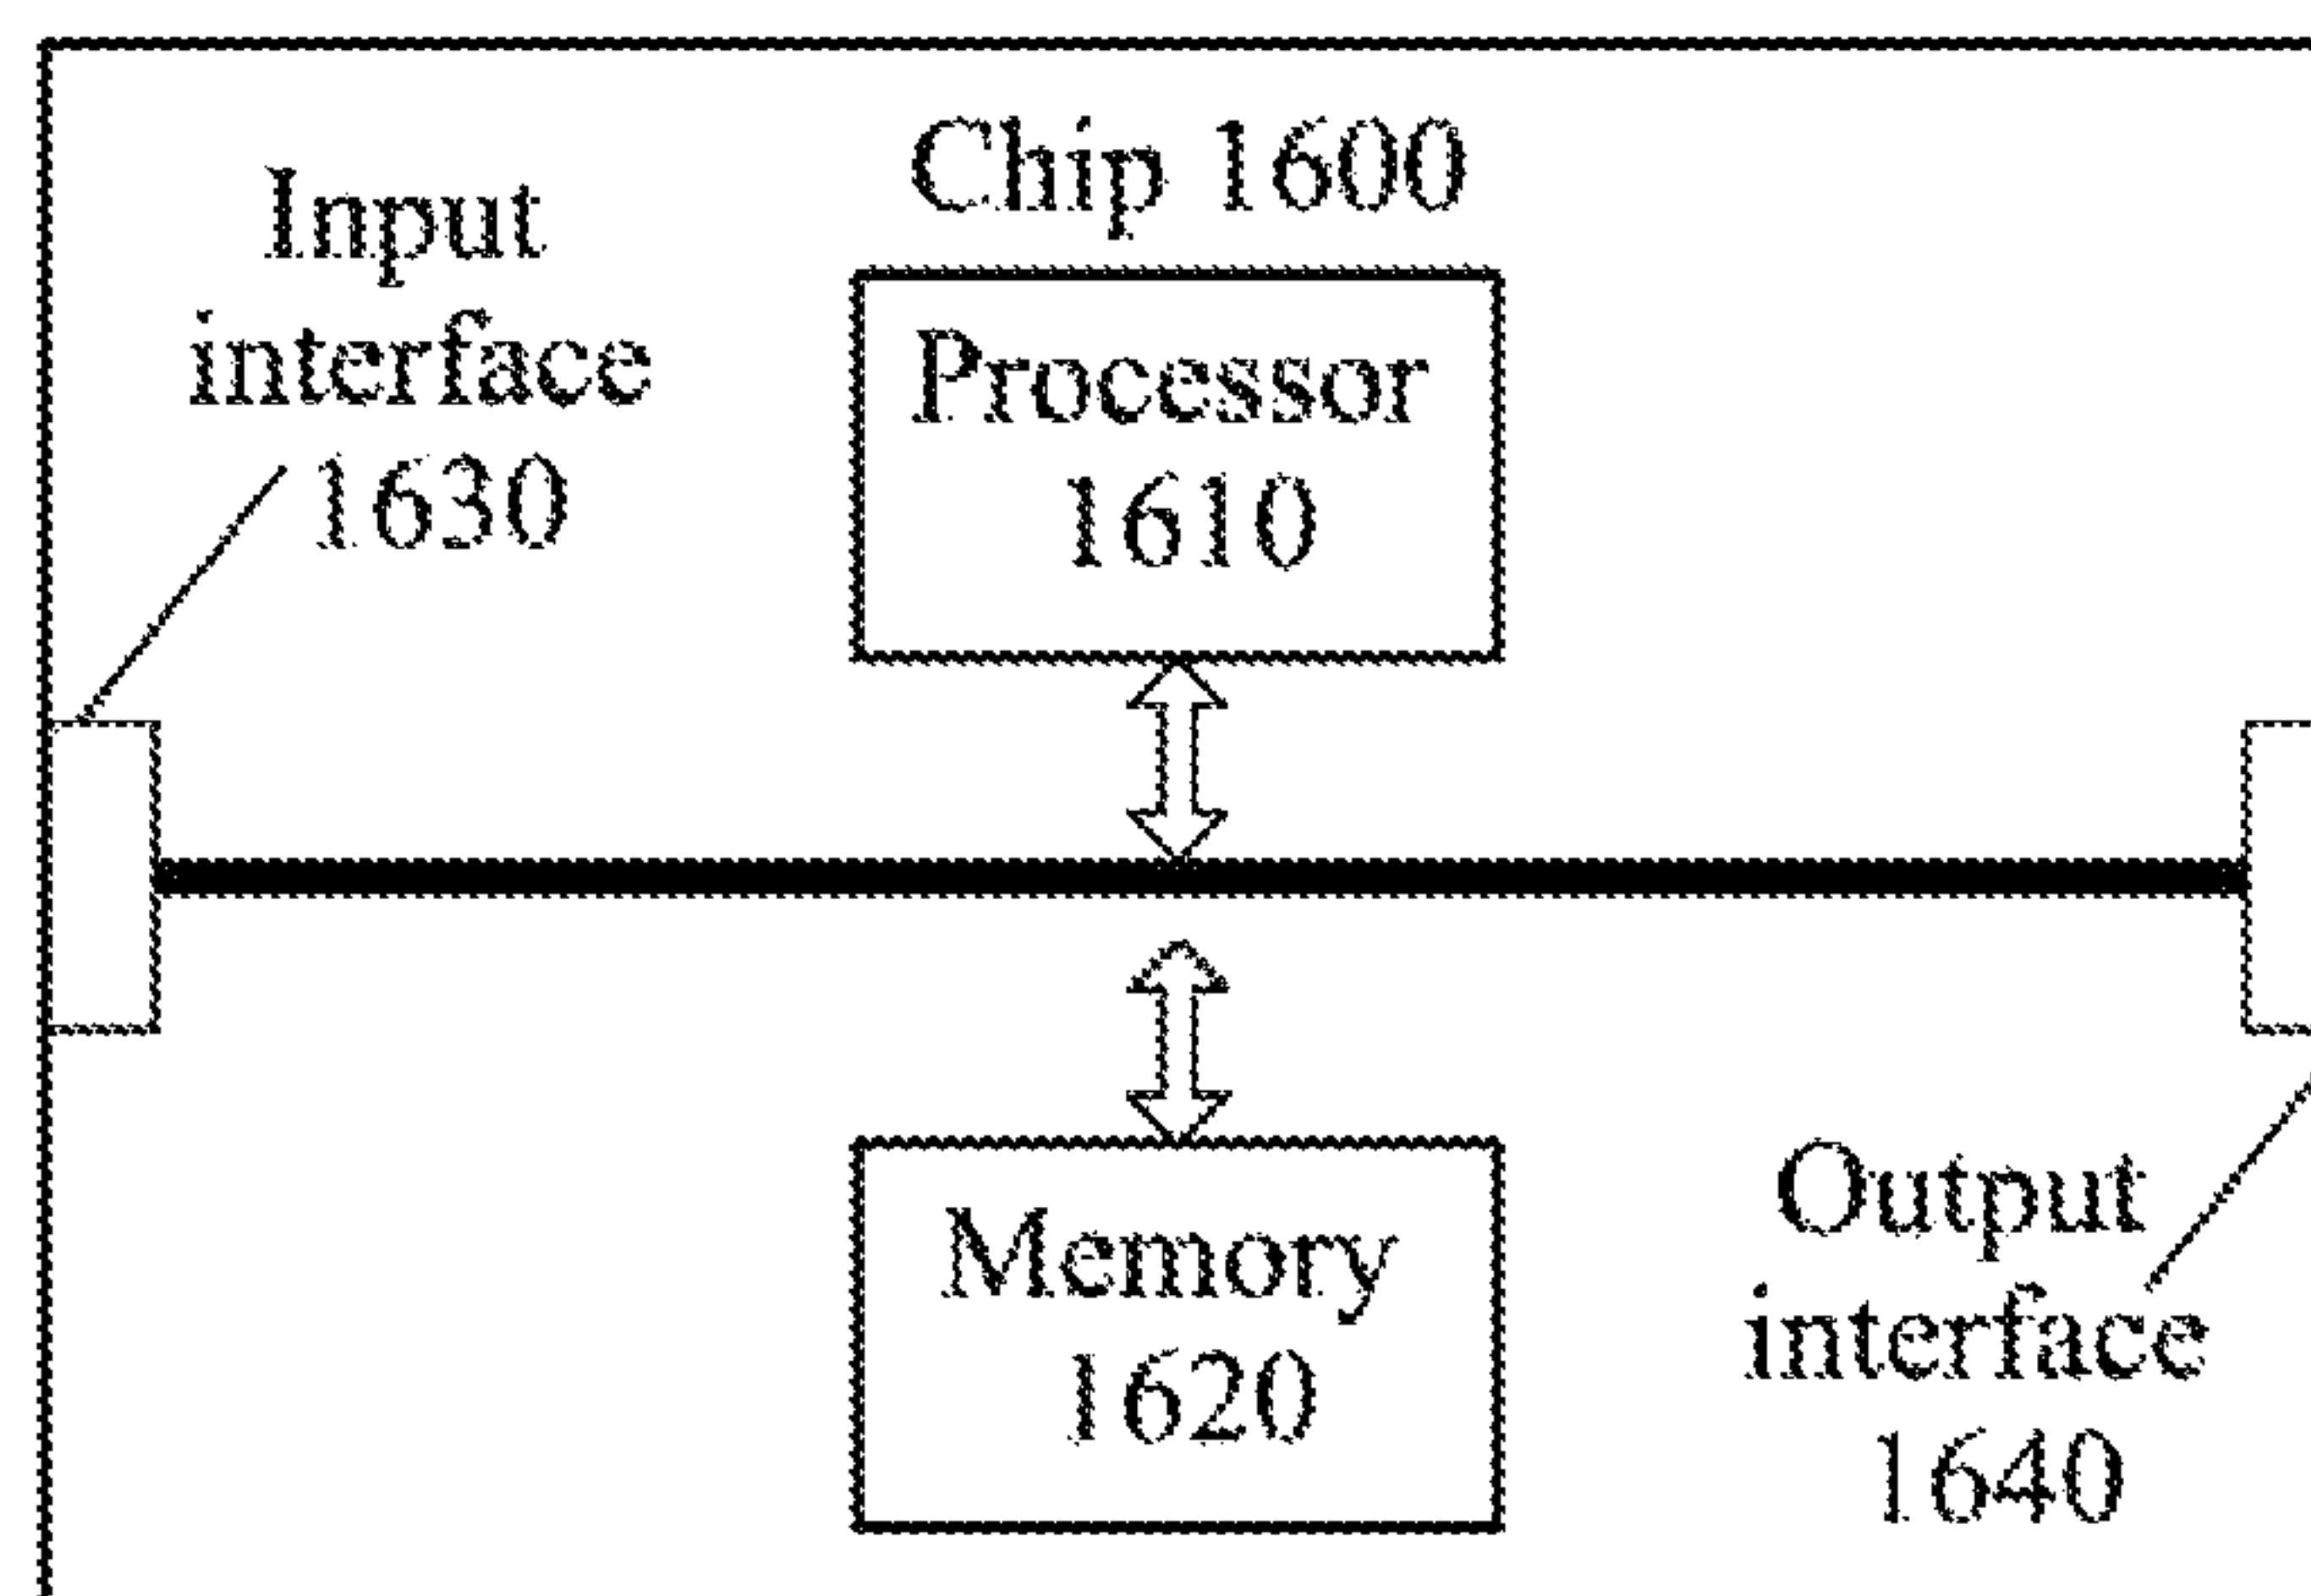 Chip 1600
Input
interface
1630
Processor
1610
Memory
1620
Output
interface
1640